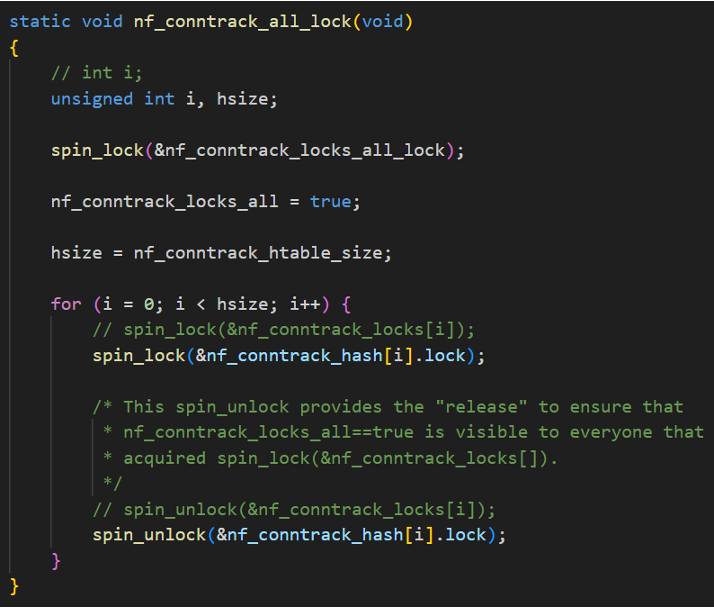 static void nf_conntrack_all_lock(void)
{
// int i;
unsigned int i, hsize;
spin_lock(&nf_conntrack_locks_all_lock);
nf_conntrack_locks_all = true;
hsize = nf_conntrack_htable_size;
for (i = 0; i < hsize; i++) {
// spin_lock(&nf_conntrack_locks[i]);
spin_lock(&nf_conntrack_hash[i].lock);
/* This spin_unlock provides the "release" to ensure that
* nf_conntrack_locks_all==true is visible to everyone that
* acquired spin_lock(&nf_conntrack_locks[]).
*/
// spin_unlock(&nf_conntrack_locks[i]);
spin_unlock(&nf_conntrack_hash[i].lock);
}
}